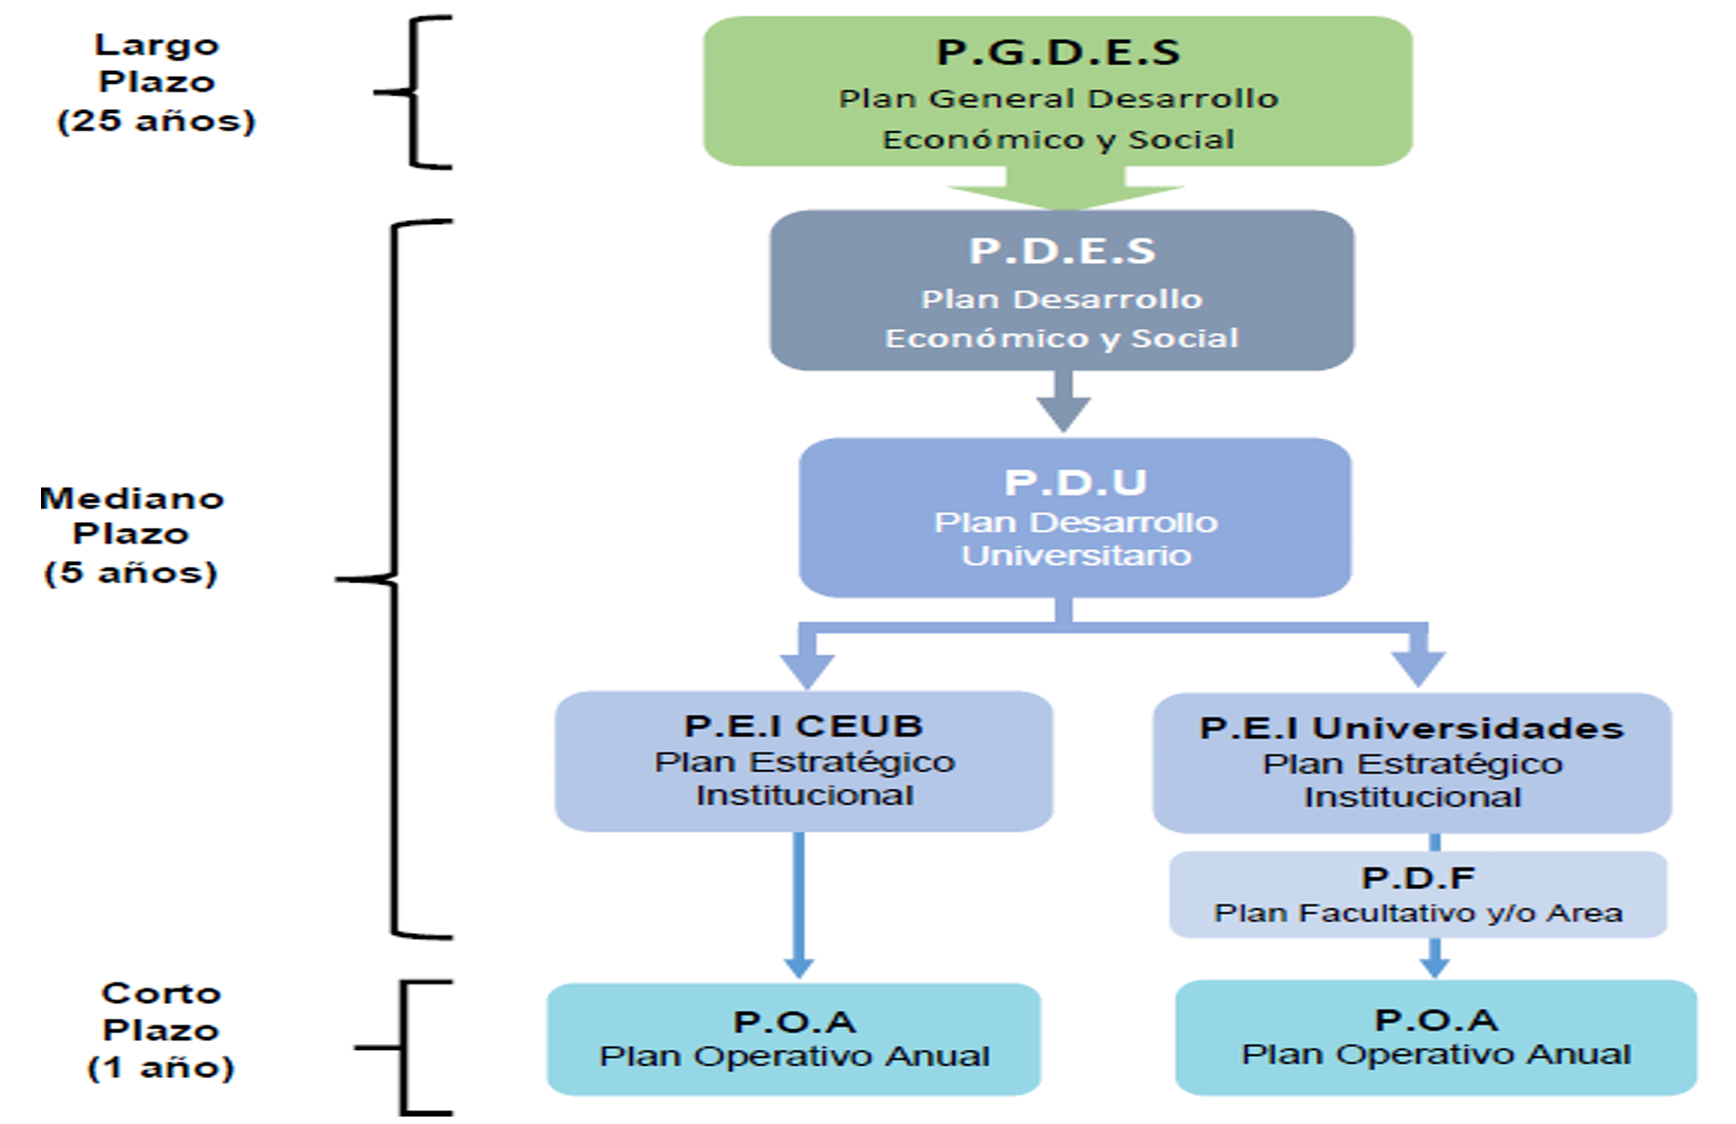 Largo
Plazo
(25 años)
P.G.D.E.S
Plan General Desarrollo
Económico y Social
P.D.E.S
Plan Desarrollo
Económico y Social
Mediano
Plazo
(5 años)
P.D.U
Plan Desarrollo
Universitario
P.E.I CEUB
Plan Estratégico
Institucional
P.E.I Universidades
Plan Estratégico
Institucional
P.D.F
Plan Facultativo y/o Area
Corto
Plazo
(1 año)
P.O.A
Plan Operativo Anual
P.O.A
Plan Operativo Anual